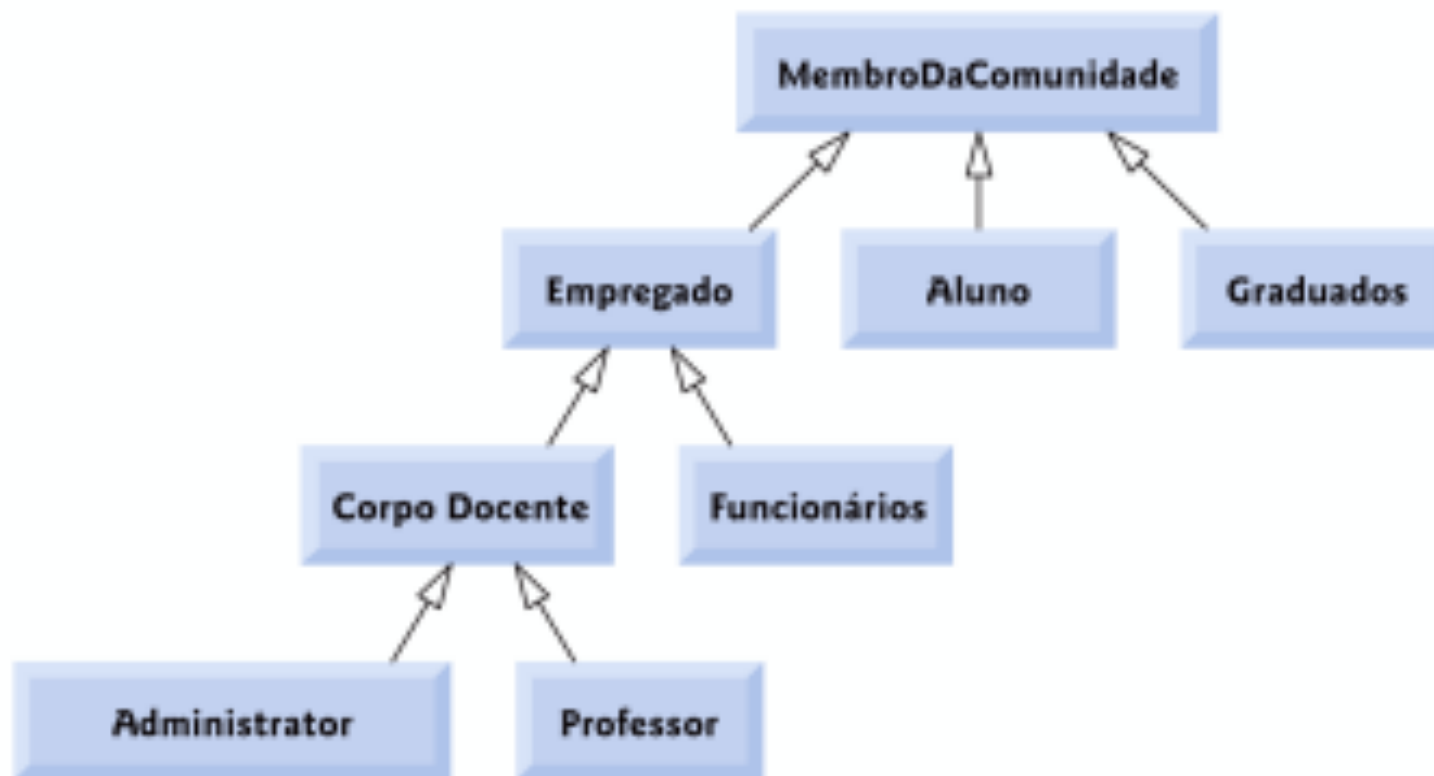 MembroDaComunidade
Empregado
Aluno
Graduados
Corpo Docente
Funcionários
Administrator
Professor